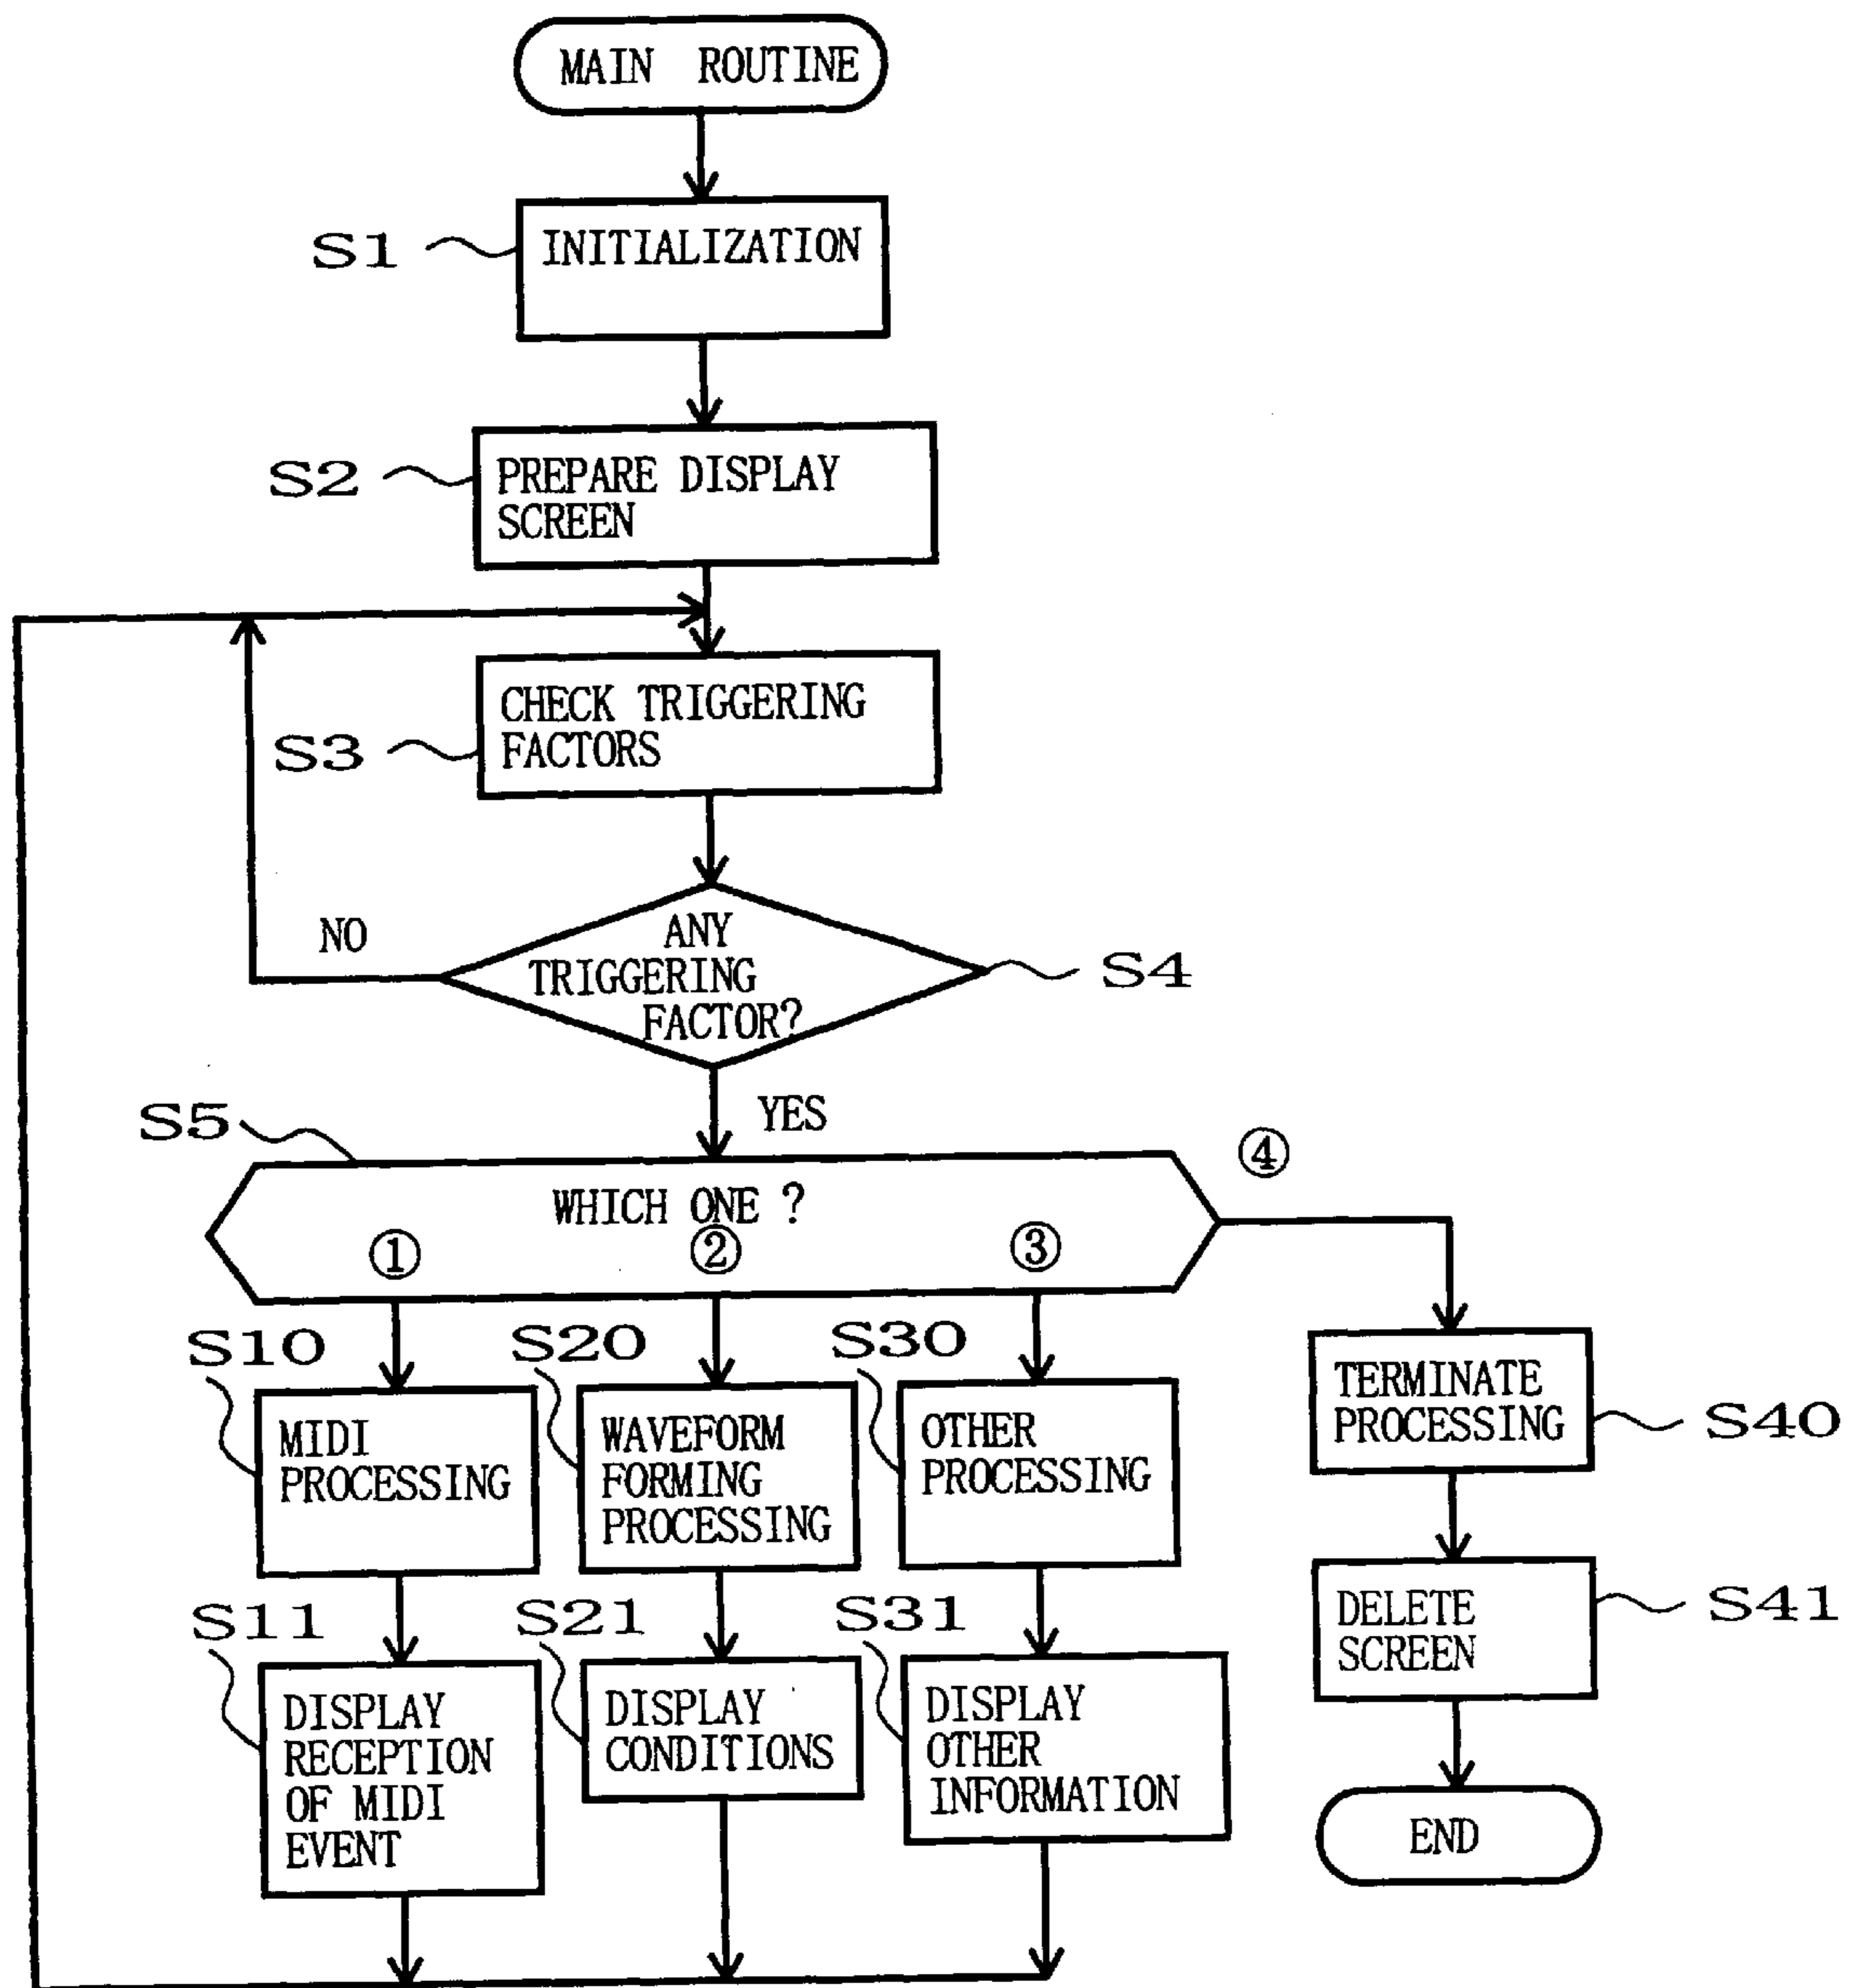 MAIN ROUTINE
S1
INITIALIZATION
S2
PREPARE DISPLAY
SCREEN
S3
CHECK TRIGGERING
FACTORS
NO
ANY
TRIGGERING
FACTOR?
S4
YES
S5
WHICH ONE ?
①
②
③
④
S10
MIDI
PROCESSING
S20
WAVEFORM
FORMING
PROCESSING
S30
OTHER
PROCESSING
TERMINATE
PROCESSING
S40
S11
DISPLAY
RECEPTION
OF MIDI
EVENT
S21
DISPLAY
CONDITIONS
S31
DISPLAY
OTHER
INFORMATION
DELETE
SCREEN
S41
END